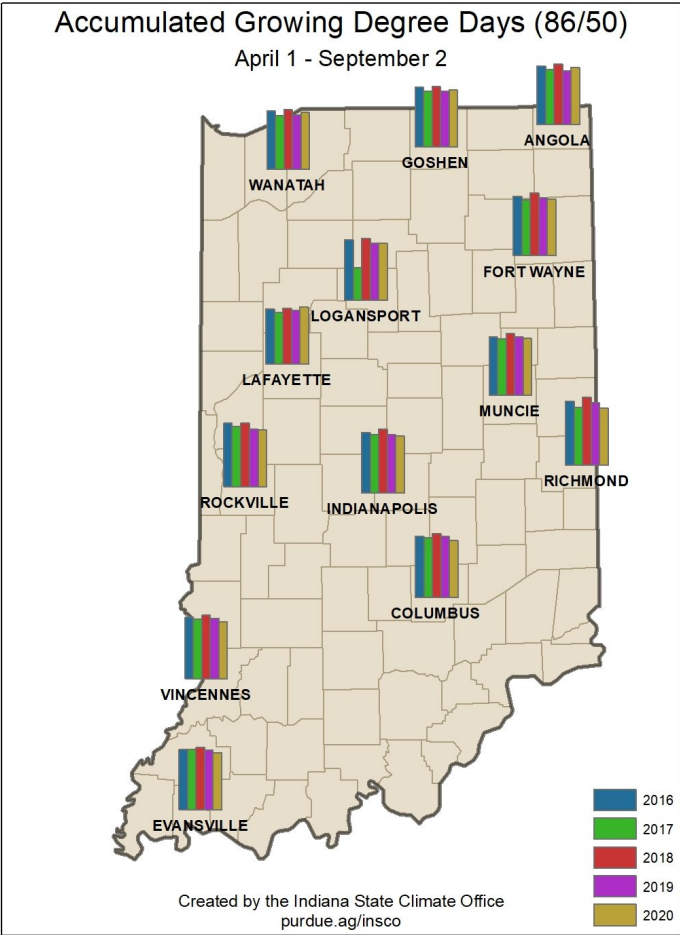 Accumulated Growing Degree Days (86/50)
April 1 - September 2
ANGOLA
GOSHEN
WANATAH
FORT WAYNE
LOGANSPORT
LAFAYETTE
MUNCIE
RICHMOND
ROCKVILLE
INDIANAPOLIS
COLUMBUS
VINCENNES
EVANSVILLE
2016
2017
2018
2019
2020
Created by the Indiana State Climate Office
purdue.ag/insco